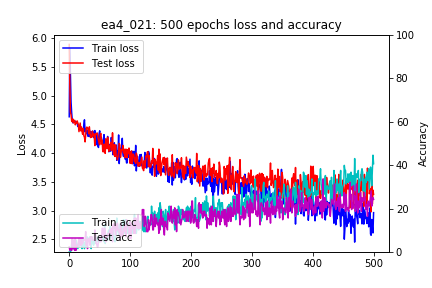 ea4_021: 500 epochs loss and accuracy
Train loss
Test loss
Train acc
Test acc
Loss
6.0
5.5
5.0
4.5
4.0
3.5
3.0
2.5
Accuracy
100
80
60
40
20
0
0
100
200
300
400
500